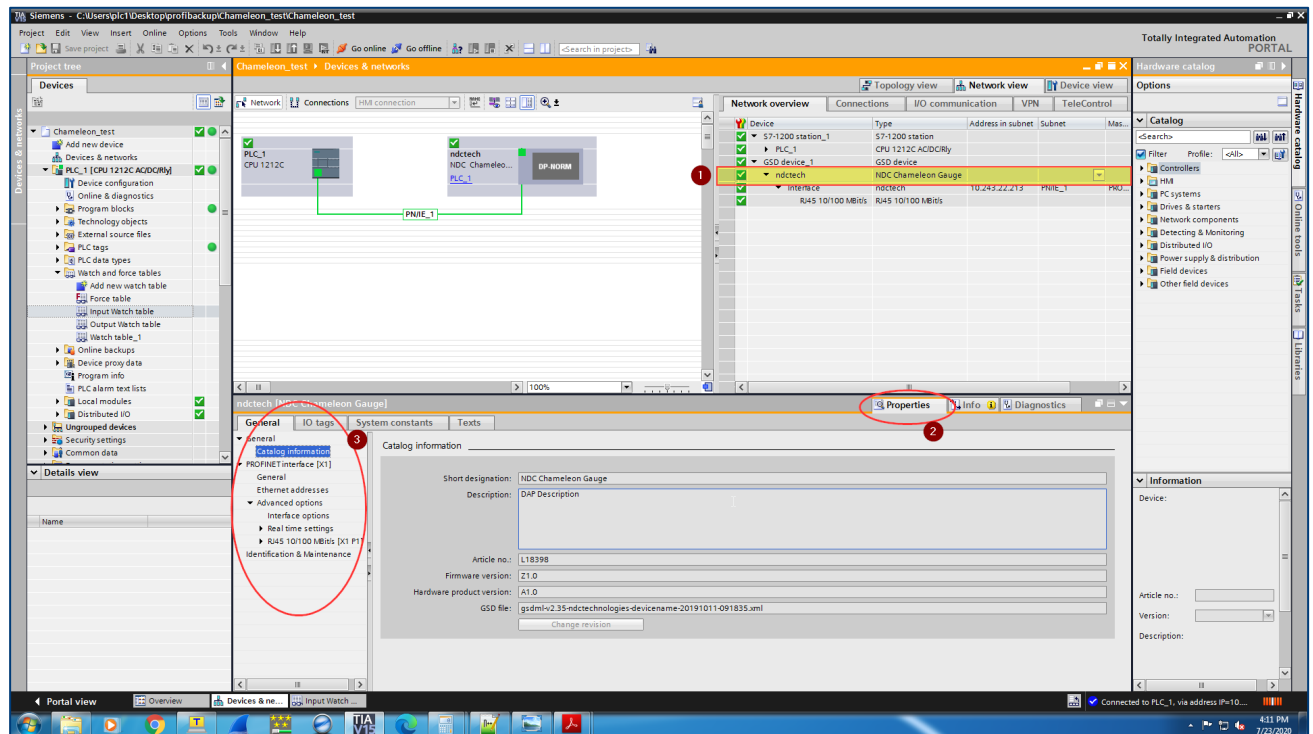 Siemens - C:\Users\plc1\Desktop\profibackup\Chameleon_test\Chameleon_test
Project Edit View Insert Online Options Tools Window Help
Save project Go online Go offline <Search in project>
Totally Integrated Automation
PORTAL
Project tree
Devices
Devices & networks
Chameleon_test
Add new device
Devices & networks
PLC_1 [CPU 1212C AC/DC/Rly]
Device configuration
Online & diagnostics
Program blocks
Technology objects
External source files
PLC tags
PLC data types
Watch and force tables
Add new watch table
Force table
Input Watch table
Output Watch table
Watch table_1
Online backups
Device proxy data
Program info
PLC alarm text lists
Local modules
Distributed I/O
Ungrouped devices
Security settings
Common data
Details view
Name
Chameleon_test Devices & networks
Topology view Network view Device view
Network Connections HMI connection
PLC_1
CPU 1212C
ndctech
NDC Chameleo...
PLC_1
DP-NORM
PN/IE_1
100%
Network overview Connections I/O communication VPN TeleControl
Device Type Address in subnet Subnet Mas...
S7-1200 station_1 S7-1200 station
PLC_1 CPU 1212C AC/DC/Rly
GSD device_1 GSD device
1 ndctech NDC Chameleon Gauge
Interface ndctech 10.243.22.213 PN/IE_1 PRO...
RJ45 10/100 MBit/s RJ45 10/100 MBit/s
ndctech [NDC Chameleon Gauge]
Properties Info Diagnostics
2
General IO tags System constants Texts
3
General
Catalog information
PROFINET interface [X1]
General
Ethernet addresses
Advanced options
Interface options
Real time settings
RJ45 10/100 MBit/s [X1 P1]
Identification & Maintenance
Catalog information
Short designation: NDC Chameleon Gauge
Description: DAP Description
Article no.: L18398
Firmware version: Z1.0
Hardware product version: A1.0
GSD file: gsdml-v2.35-ndctechnologies-devicename-20191011-091835.xml
Change revision
Hardware catalog
Options
Catalog
<Search>
Filter Profile: <All>
Controllers
HMI
PC systems
Drives & starters
Network components
Detecting & Monitoring
Distributed I/O
Power supply & distribution
Field devices
Other field devices
Information
Device:
Article no.:
Version:
Description:
Hardware catalog
Online tools
Tasks
Libraries
Portal view Overview Devices & ne... Input Watch ...
Connected to PLC_1, via address IP=10....
TIA
V15
4:11 PM
7/23/2020